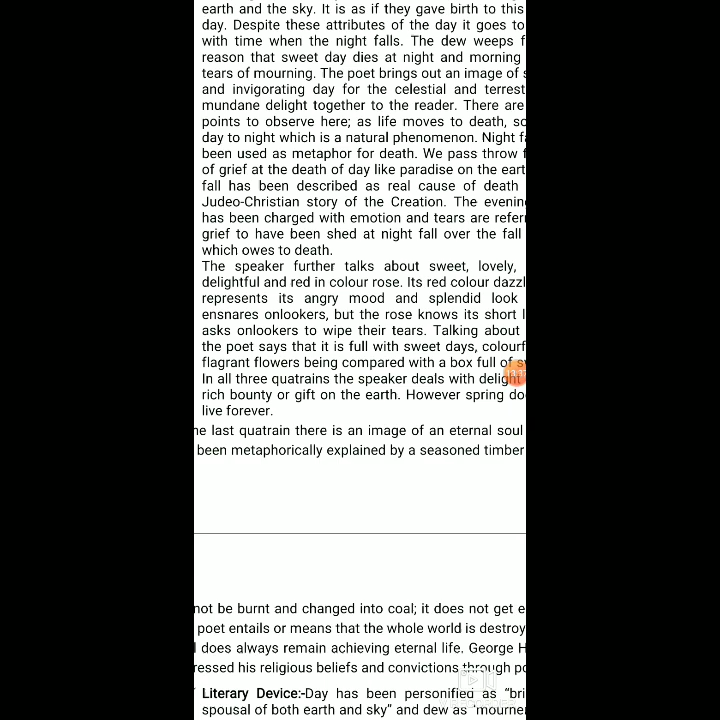 earth and the sky. It is as if they gave birth to this
day. Despite these attributes of the day it goes to
with time when the night falls. The dew weeps f
reason that sweet day dies at night and morning
tears of mourning. The poet brings out an image of s
and invigorating day for the celestial and terrest
mundane delight together to the reader. There are
points to observe here; as life moves to death, so
day to night which is a natural phenomenon. Night fa
been used as metaphor for death. We pass throw f
of grief at the death of day like paradise on the eart
fall has been described as real cause of death
Judeo-Christian story of the Creation. The evenin
has been charged with emotion and tears are refer
grief to have been shed at night fall over the fall
which owes to death.
The speaker further talks about sweet, lovely,
delightful and red in colour rose. Its red colour dazzl
represents its angry mood and splendid look
ensnares onlookers, but the rose knows its short l
asks onlookers to wipe their tears. Talking about
the poet says that it is full with sweet days, colourf
flagrant flowers being compared with a box full of sw
In all three quatrains the speaker deals with delight
rich bounty or gift on the earth. However spring do
live forever.
he last quatrain there is an image of an eternal soul
been metaphorically explained by a seasoned timber
not be burnt and changed into coal; it does not get e
poet entails or means that the whole world is destroy
l does always remain achieving eternal life. George H
ressed his religious beliefs and convictions through po
Literary Device:-Day has been personified as "bri
spousal of both earth and sky" and dew as "mourner